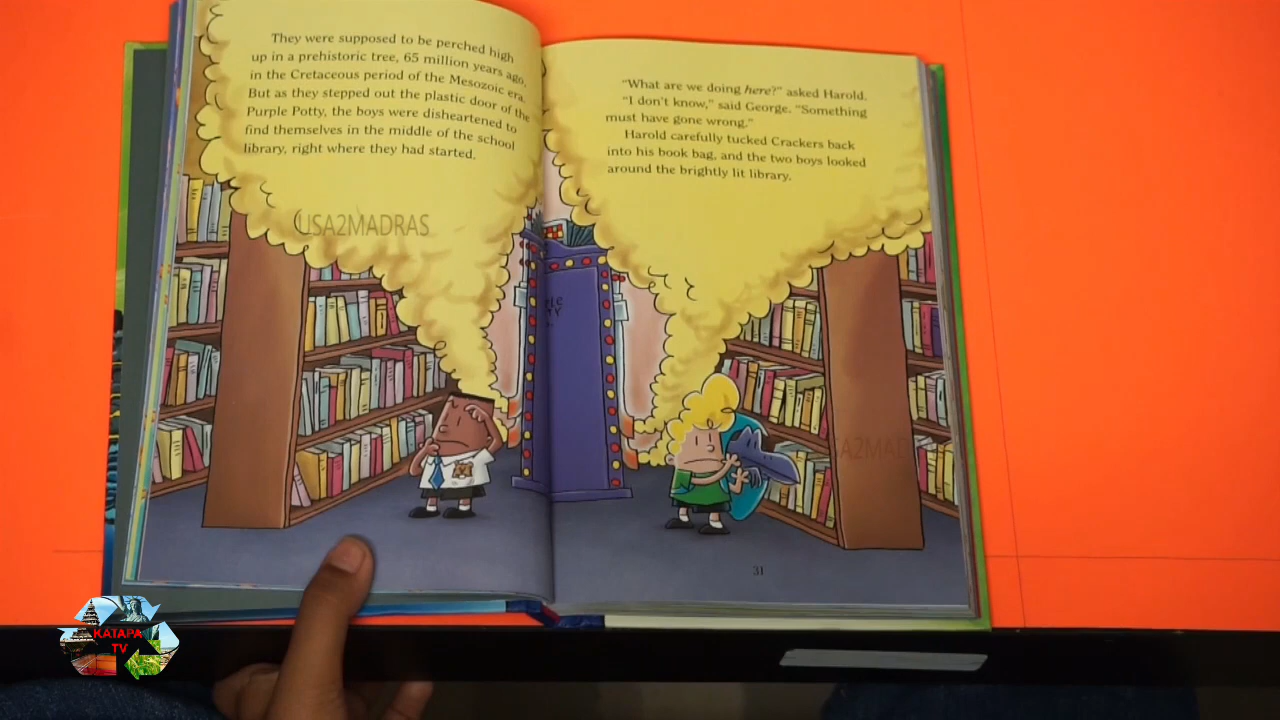 They were supposed to be perched high
up in a prehistoric tree, 65 million years ago,
in the Cretaceous period of the Mesozoic era.
But as they stepped out the plastic door of the
Purple Potty, the boys were disheartened to
find themselves in the middle of the school
library, right where they had started.
USA2MADRAS
"What are we doing here?" asked Harold.
"I don't know," said George. "Something
must have gone wrong."
Harold carefully tucked Crackers back
into his book bag, and the two boys looked
around the brightly lit library.
31
KATAPA
TV